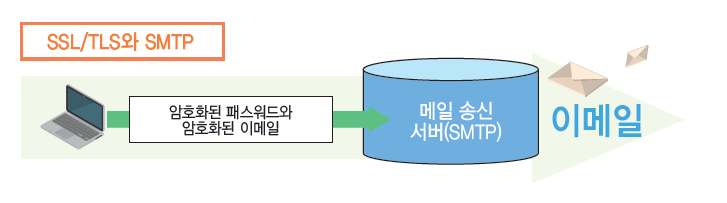 SSL/TLS와 SMTP
암호화된 패스워드와
암호화된 이메일
메일 송신
서버(SMTP)
이메일